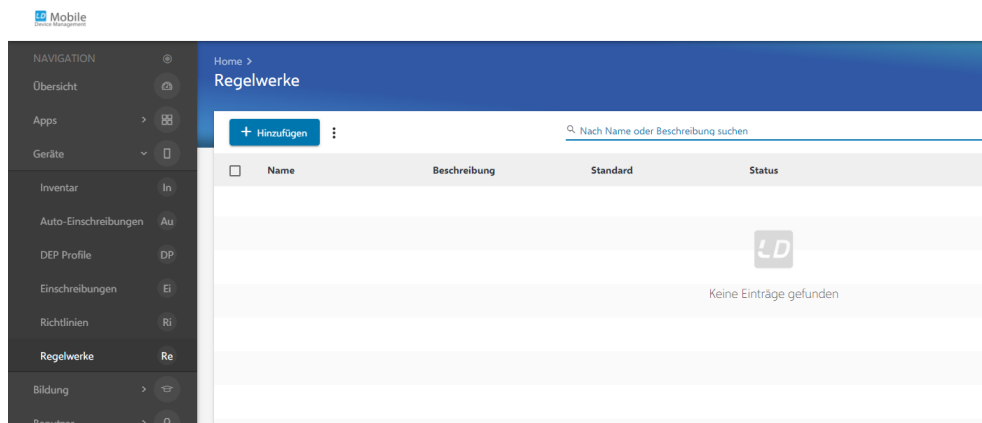 LD Mobile
Device Management
NAVIGATION
Übersicht
Apps
Geräte
Inventar In
Auto-Einschreibungen Au
DEP Profile DP
Einschreibungen Ei
Richtlinien Ri
Regelwerke Re
Bildung
Benutzer
Home >
Regelwerke
+ Hinzufügen
Nach Name oder Beschreibung suchen
Name Beschreibung Standard Status
LD
Keine Einträge gefunden